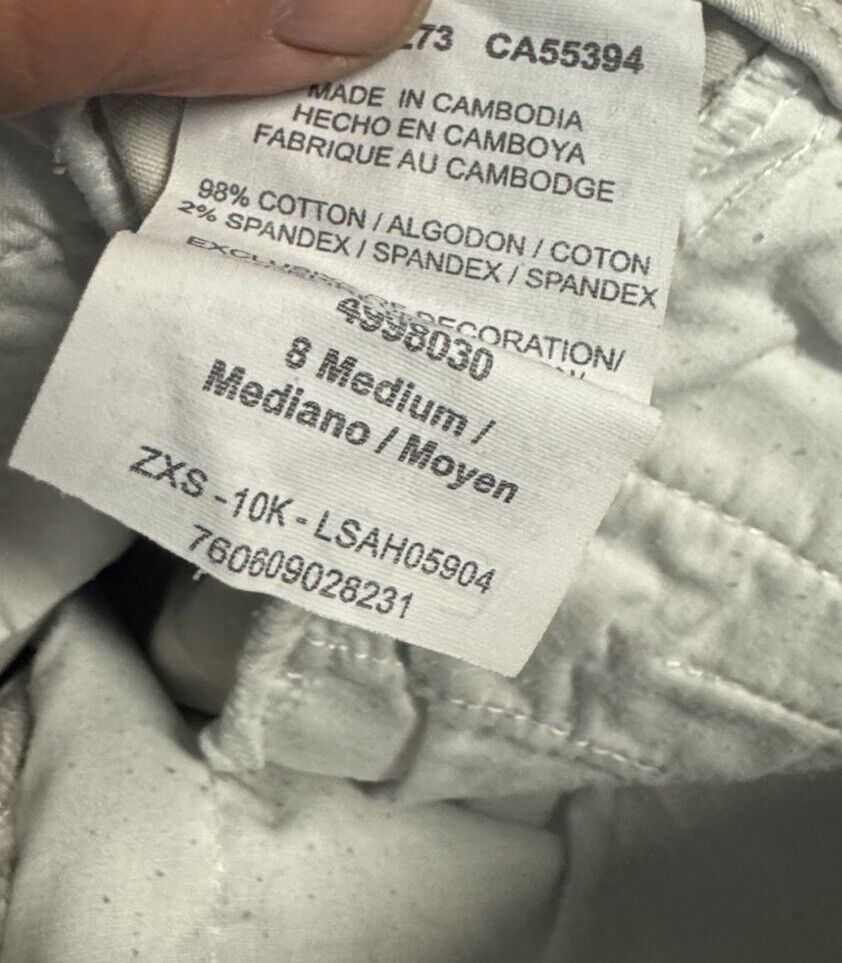 273 CA55394
MADE IN CAMBODIA
HECHO EN CAMBOYA
FABRIQUE AU CAMBODGE
98% COTTON / ALGODON / COTON
2% SPANDEX / SPANDEX / SPANDEX
DECORATION/
4998030
8 Medium /
Mediano / Moyen
ZXS -10K - LSAH05904
760609028231